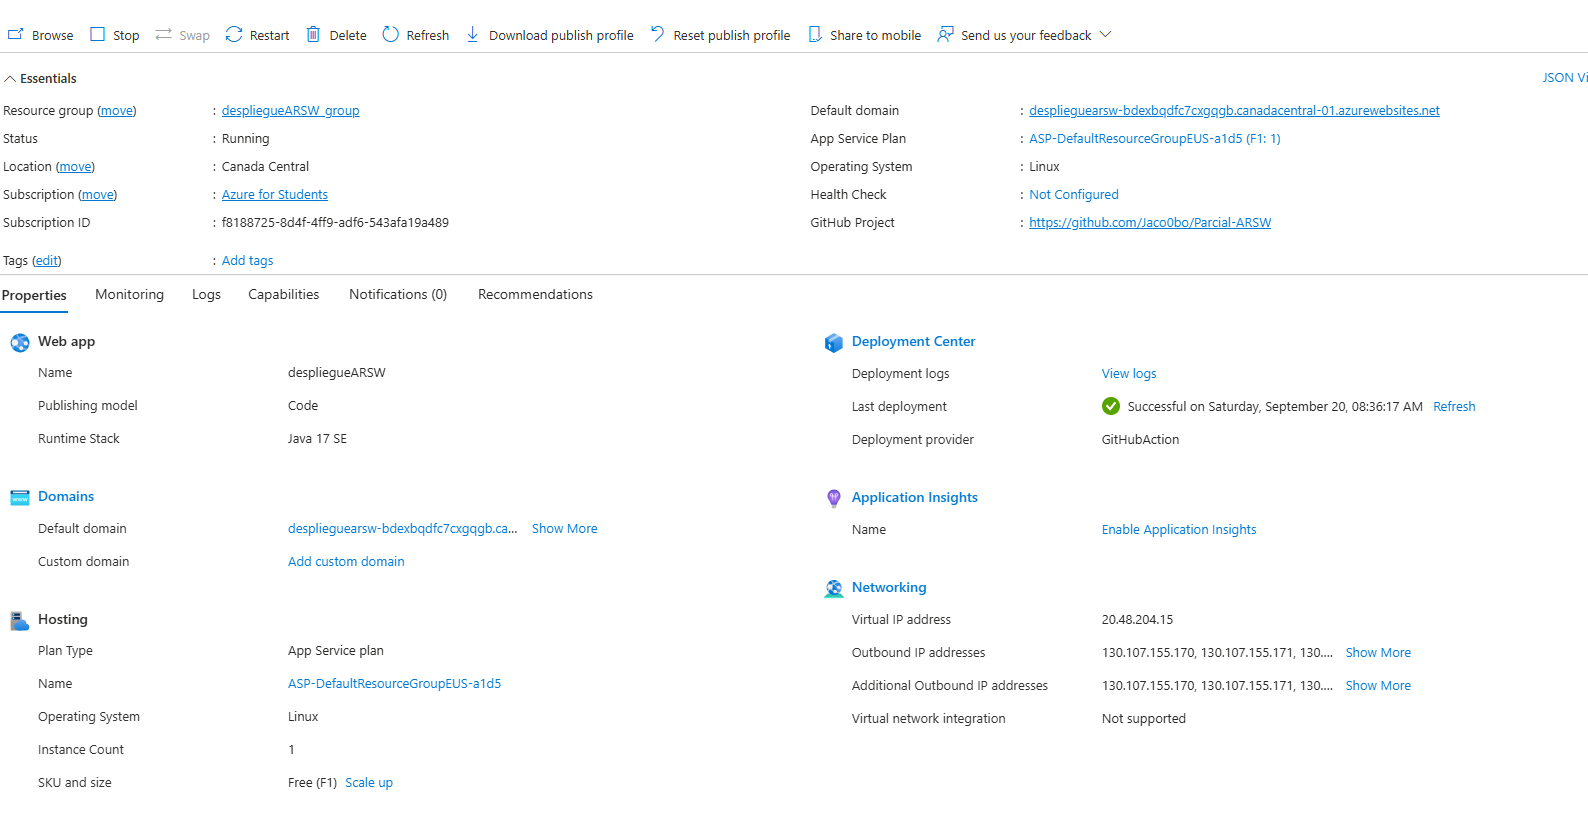 Browse Stop Swap Restart Delete Refresh Download publish profile Reset publish profile Share to mobile Send us your feedback
Essentials JSON Vi
Resource group (move) : despliegueARSW_group
Status : Running
Location (move) : Canada Central
Subscription (move) : Azure for Students
Subscription ID : f8188725-8d4f-4ff9-adf6-543afa19a489
Tags (edit) : Add tags
Default domain : desplieguearsw-bdexbqdfc7cxgqgb.canadacentral-01.azurewebsites.net
App Service Plan : ASP-DefaultResourceGroupEUS-a1d5 (F1: 1)
Operating System : Linux
Health Check : Not Configured
GitHub Project : https://github.com/Jaco0bo/Parcial-ARSW
Properties Monitoring Logs Capabilities Notifications (0) Recommendations
Web app
Name despliegueARSW
Publishing model Code
Runtime Stack Java 17 SE
Domains
Default domain desplieguearsw-bdexbqdfc7cxgqgb.ca... Show More
Custom domain Add custom domain
Hosting
Plan Type App Service plan
Name ASP-DefaultResourceGroupEUS-a1d5
Operating System Linux
Instance Count 1
SKU and size Free (F1) Scale up
Deployment Center
Deployment logs View logs
Last deployment Successful on Saturday, September 20, 08:36:17 AM Refresh
Deployment provider GitHubAction
Application Insights
Name Enable Application Insights
Networking
Virtual IP address 20.48.204.15
Outbound IP addresses 130.107.155.170, 130.107.155.171, 130.... Show More
Additional Outbound IP addresses 130.107.155.170, 130.107.155.171, 130.... Show More
Virtual network integration Not supported